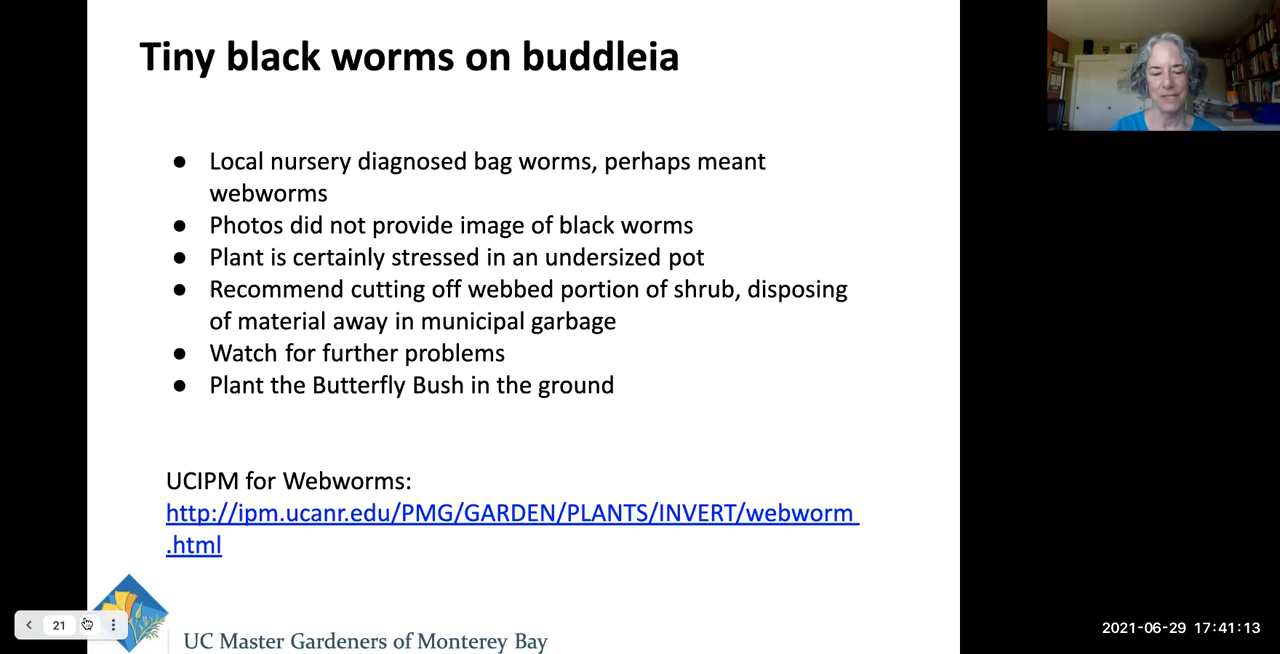 Tiny black worms on buddleia
● Local nursery diagnosed bag worms, perhaps meant
webworms
● Photos did not provide image of black worms
● Plant is certainly stressed in an undersized pot
● Recommend cutting off webbed portion of shrub, disposing
of material away in municipal garbage
● Watch for further problems
● Plant the Butterfly Bush in the ground
UCIPM for Webworms:
http://ipm.ucanr.edu/PMG/GARDEN/PLANTS/INVERT/webworm
.html
21
UC Master Gardeners of Monterey Bay
2021-06-29 17:41:13